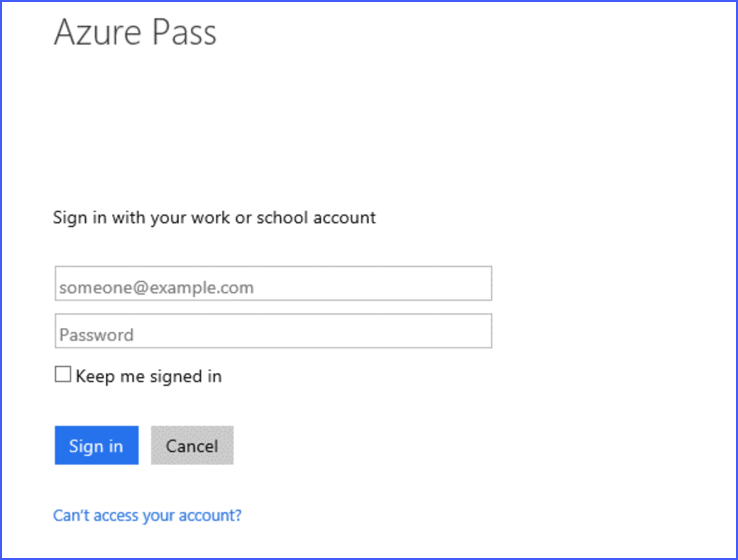 Azure Pass
Sign in with your work or school account
someone@example.com
Password
Keep me signed in
Sign in
Cancel
Can't access your account?